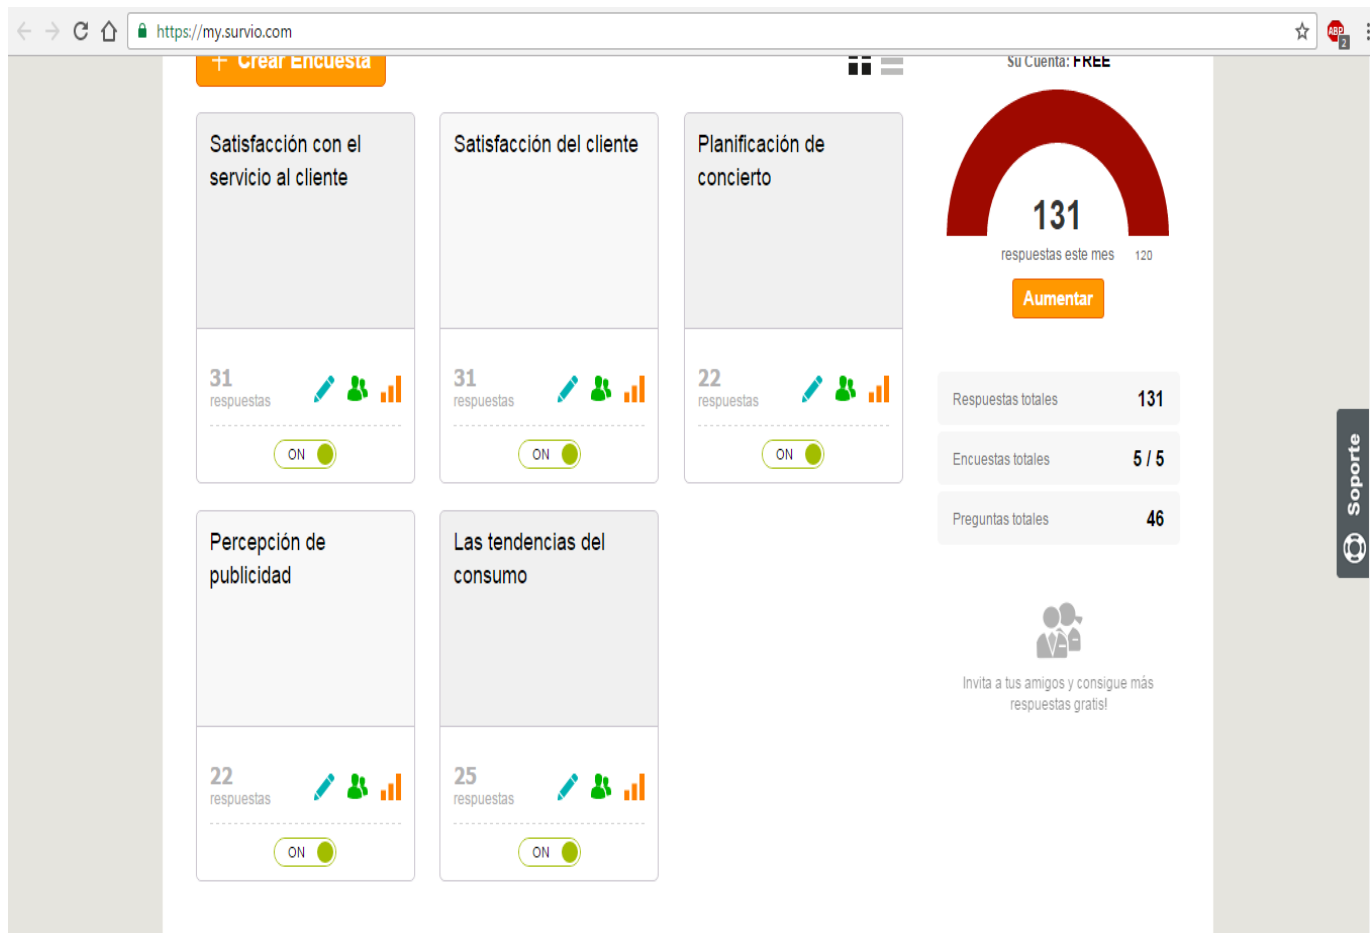 https://my.survio.com
ABP
2
+ Crear Encuesta
Su Cuenta: FREE
Satisfacción con el
servicio al cliente
31
respuestas
ON
Satisfacción del cliente
31
respuestas
ON
Planificación de
concierto
22
respuestas
ON
131
respuestas este mes
120
Aumentar
Respuestas totales 131
Encuestas totales 5 / 5
Preguntas totales 46
Soporte
Percepción de
publicidad
22
respuestas
ON
Las tendencias del
consumo
25
respuestas
ON
Invita a tus amigos y consigue más
respuestas gratis!